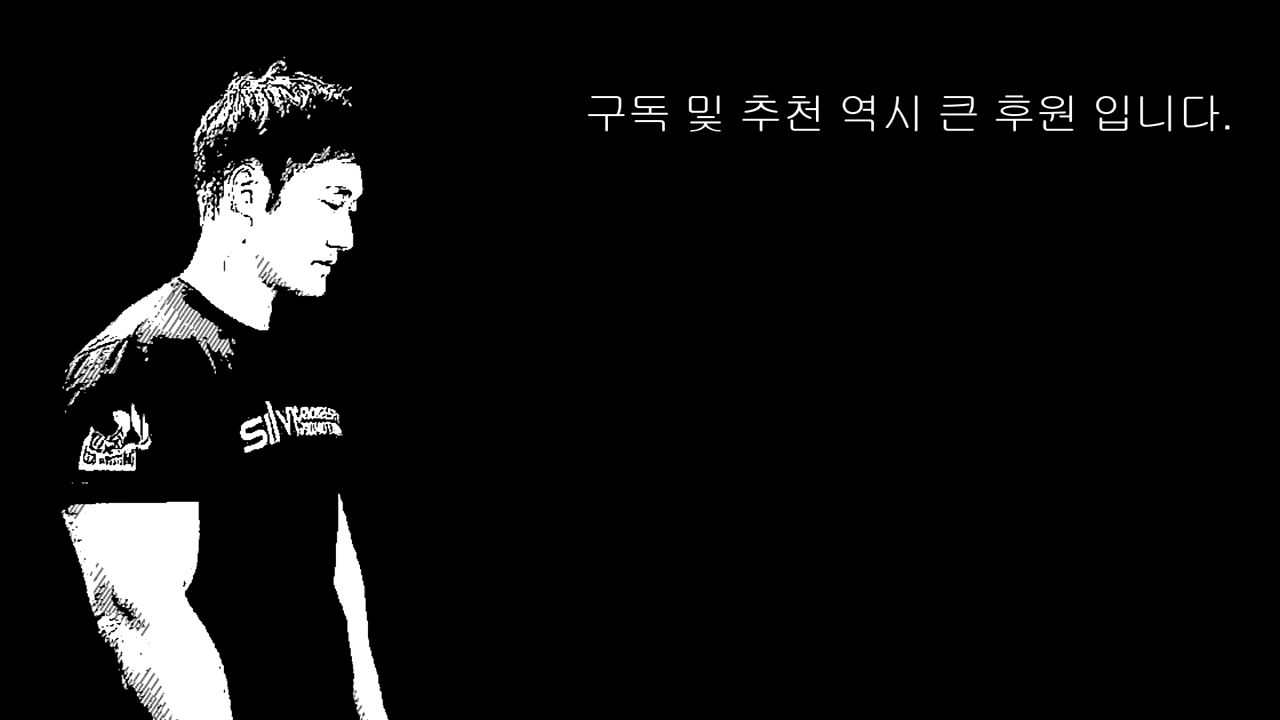 구독 및 추천 역시 큰 후원 입니다.